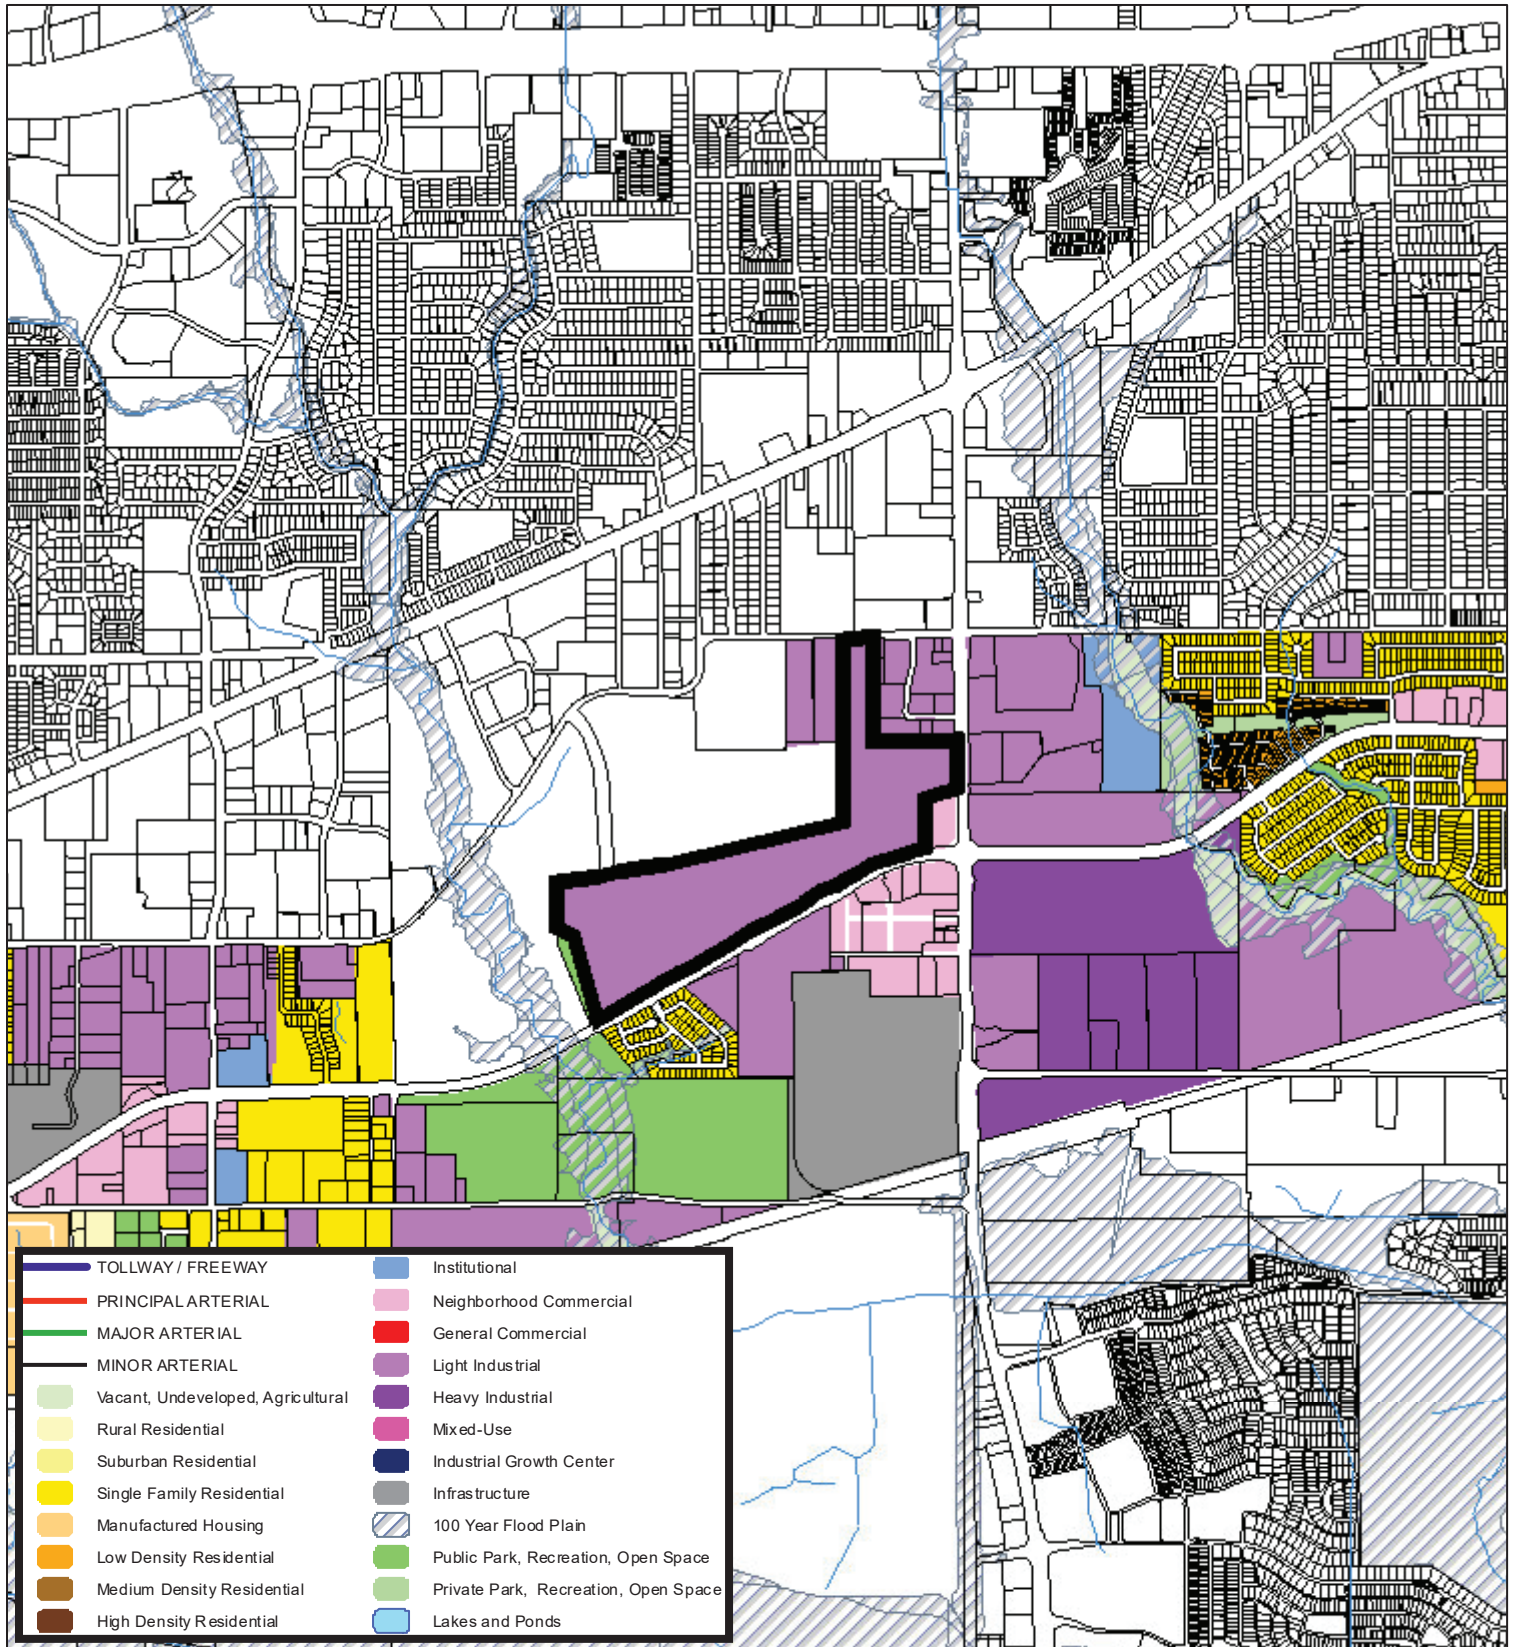 TOLLWAY / FREEWAY
PRINCIPAL ARTERIAL
MAJOR ARTERIAL
MINOR ARTERIAL
Vacant, Undeveloped, Agricultural
Rural Residential
Suburban Residential
Single Family Residential
Manufactured Housing
Low Density Residential
Medium Density Residential
High Density Residential
Institutional
Neighborhood Commercial
General Commercial
Light Industrial
Heavy Industrial
Mixed-Use
Industrial Growth Center
Infrastructure
100 Year Flood Plain
Public Park, Recreation, Open Space
Private Park, Recreation, Open Space
Lakes and Ponds